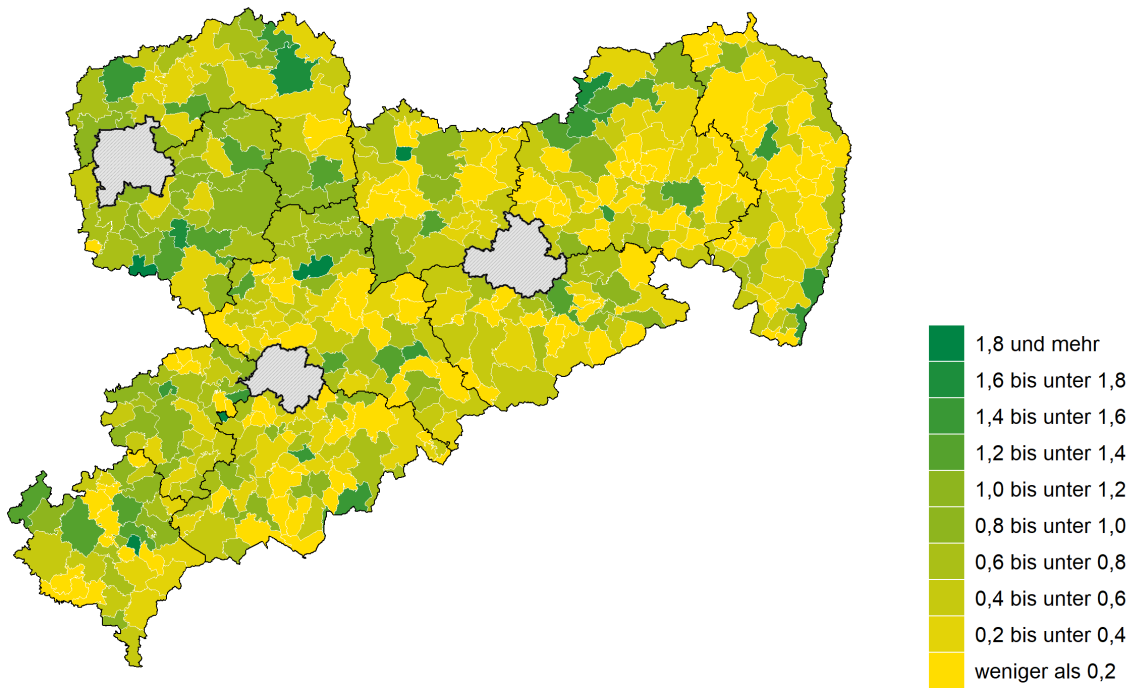 1,8 und mehr
1,6 bis unter 1,8
1,4 bis unter 1,6
1,2 bis unter 1,4
1,0 bis unter 1,2
0,8 bis unter 1,0
0,6 bis unter 0,8
0,4 bis unter 0,6
0,2 bis unter 0,4
weniger als 0,2